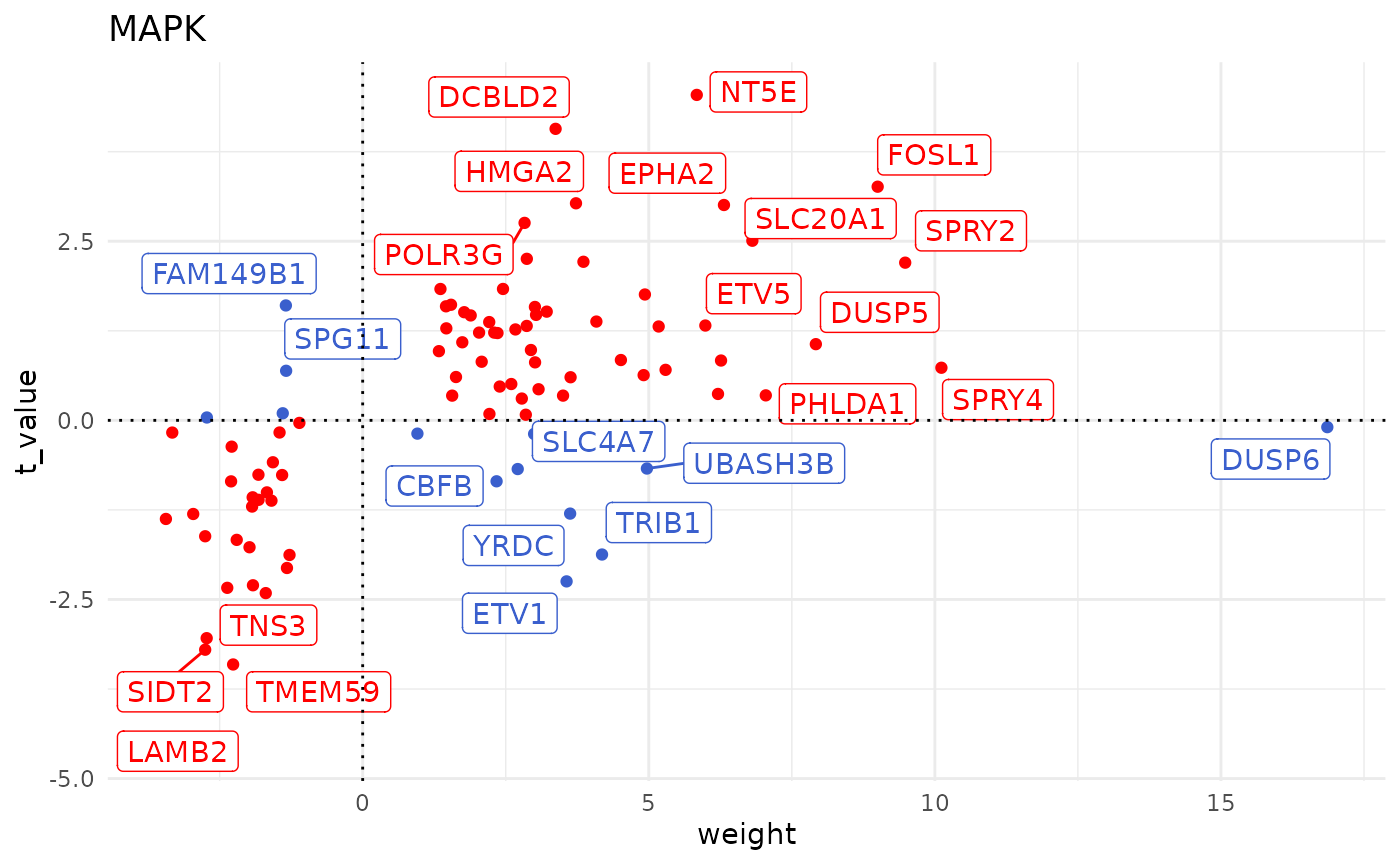 MAPK
DCBLD2
NT5E
FOSL1
HMGA2
EPHA2
SLC20A1
SPRY2
POLR3G
2.5
FAM149B1
ETV5
DUSP5
SPG11
PHLDA1
SPRY4
0.0
t_value
SLC4A7
UBASH3B
DUSP6
CBFB
TRIB1
YRDC
-2.5
ETV1
TNS3
SIDT2
TMEM59
LAMB2
-5.0
0
5
10
15
weight